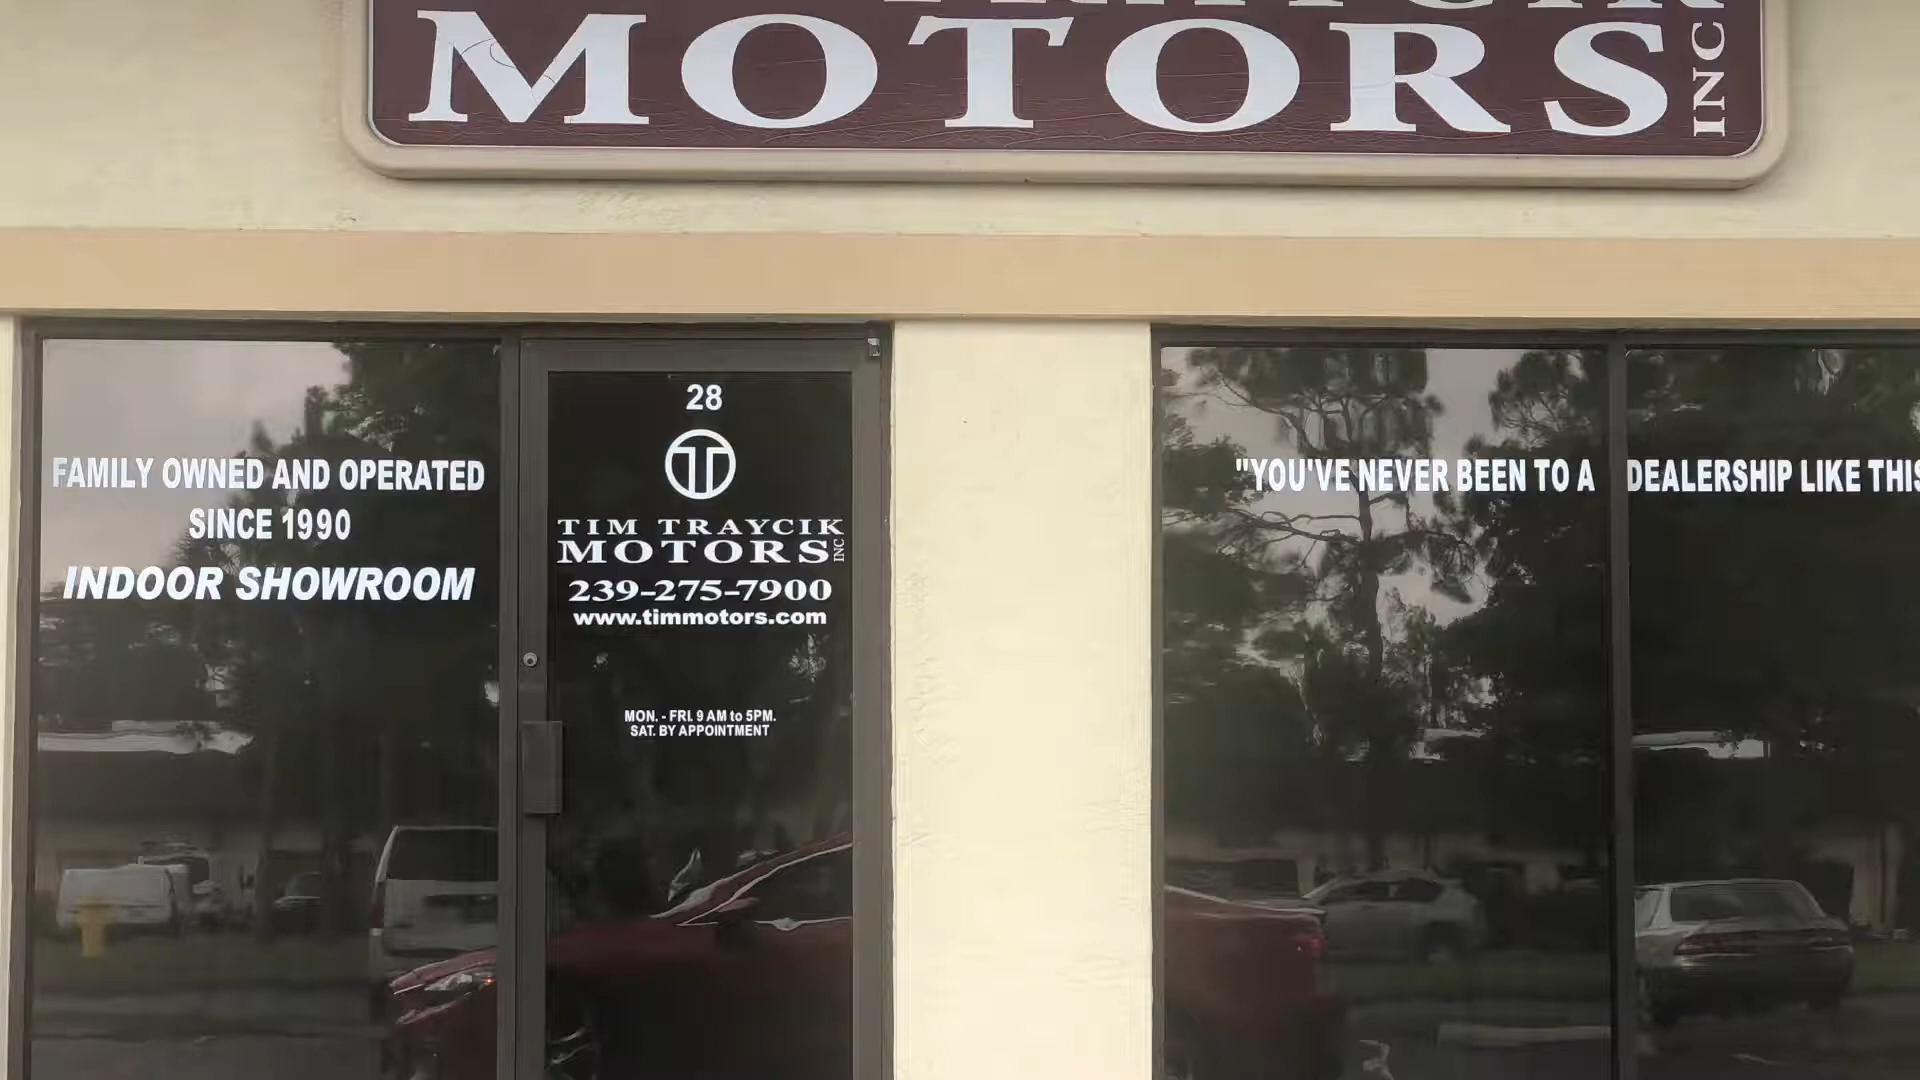 MOTORS INC
FAMILY OWNED AND OPERATED
SINCE 1990
INDOOR SHOWROOM
28
TIM TRAYCIK
MOTORS INC
239-275-7900
www.timmotors.com
MON. - FRI. 9 AM to 5PM.
SAT. BY APPOINTMENT
"YOU'VE NEVER BEEN TO A DEALERSHIP LIKE THIS